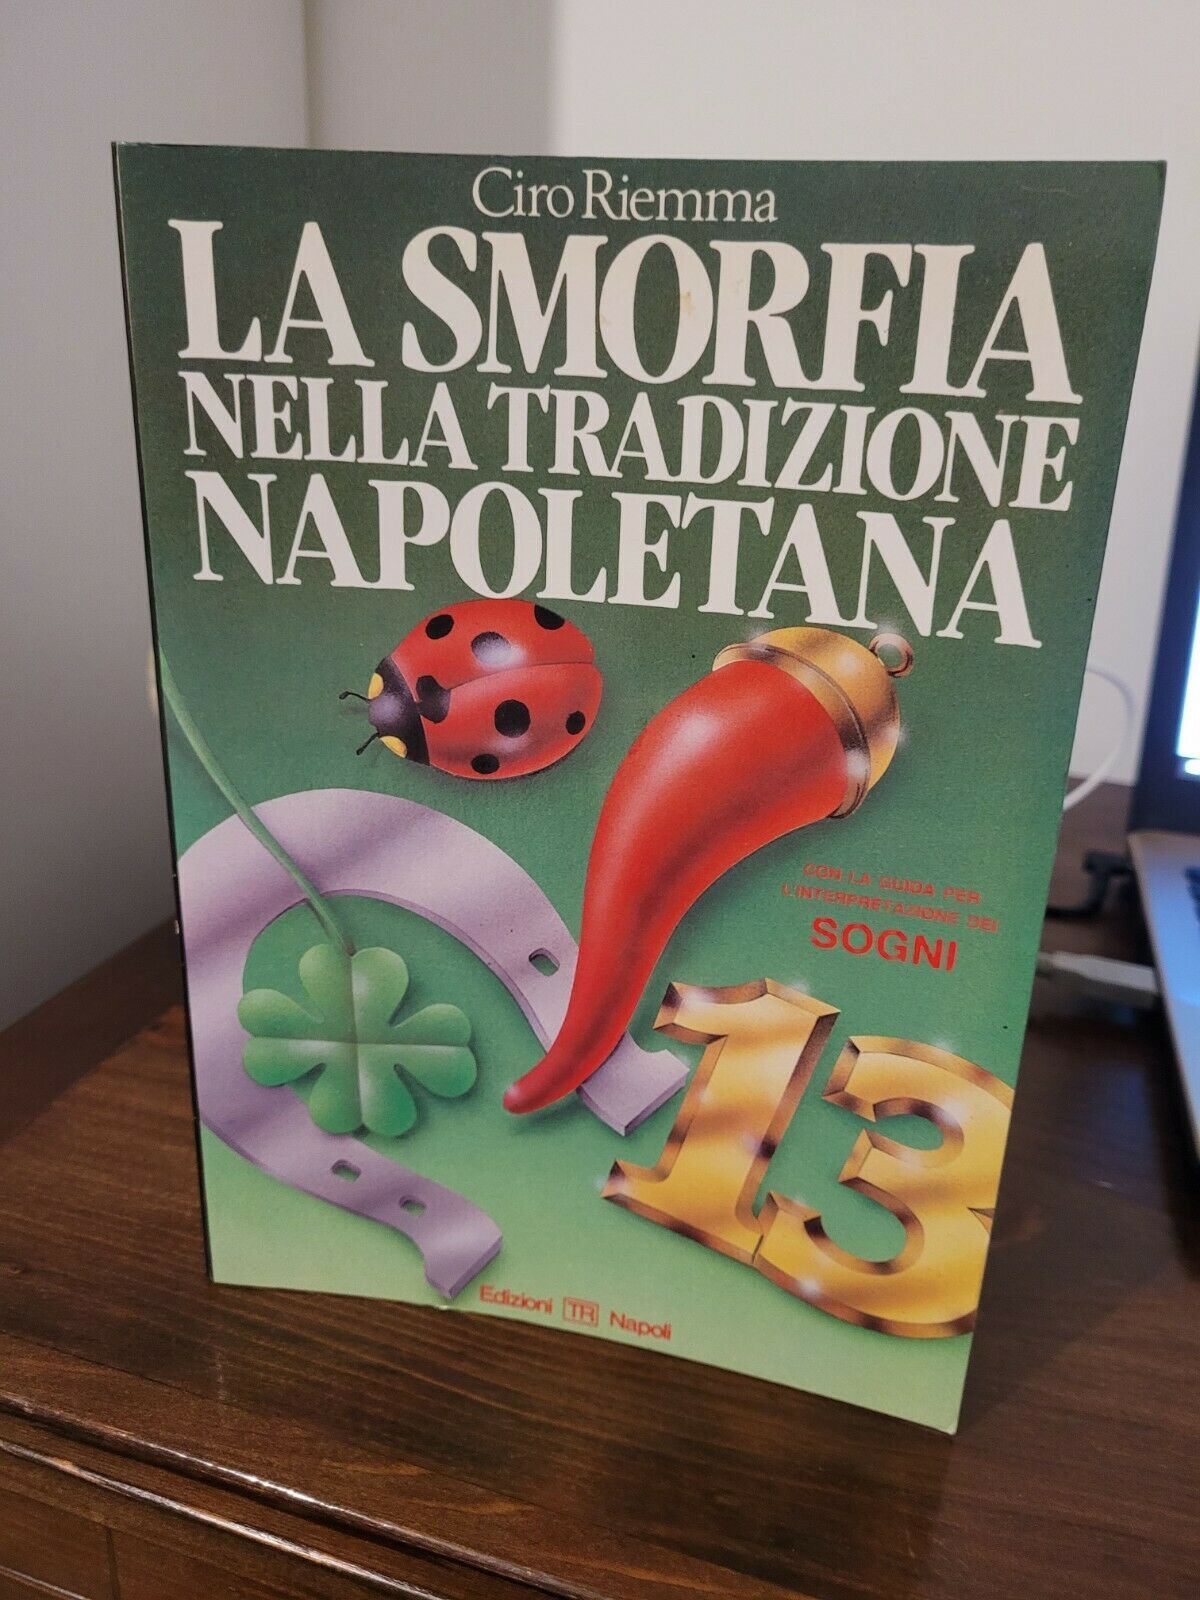 Ciro Riemma
LA SMORFIA
NELLA TRADIZIONE
NAPOLETANA
CON LA GUIDA PER
L'INTERPRETAZIONE DEI
SOGNI
13
Edizioni TR Napoli